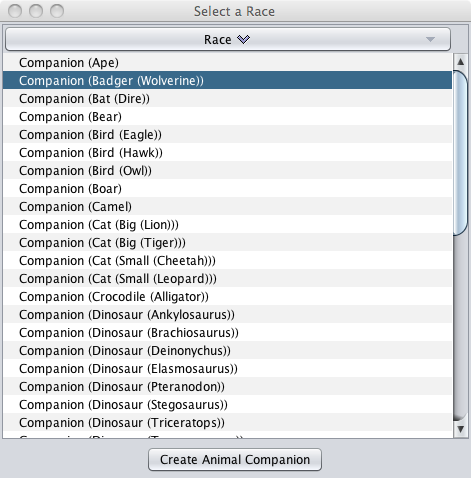 Select a Race
Race
Companion (Ape)
Companion (Badger (Wolverine))
Companion (Bat (Dire))
Companion (Bear)
Companion (Bird (Eagle))
Companion (Bird (Hawk))
Companion (Bird (Owl))
Companion (Boar)
Companion (Camel)
Companion (Cat (Big (Lion)))
Companion (Cat (Big (Tiger)))
Companion (Cat (Small (Cheetah)))
Companion (Cat (Small (Leopard)))
Companion (Crocodile (Alligator))
Companion (Dinosaur (Ankylosaurus))
Companion (Dinosaur (Brachiosaurus))
Companion (Dinosaur (Deinonychus))
Companion (Dinosaur (Elasmosaurus))
Companion (Dinosaur (Pteranodon))
Companion (Dinosaur (Stegosaurus))
Companion (Dinosaur (Triceratops))
Companion (Dinosaur
Create Animal Companion